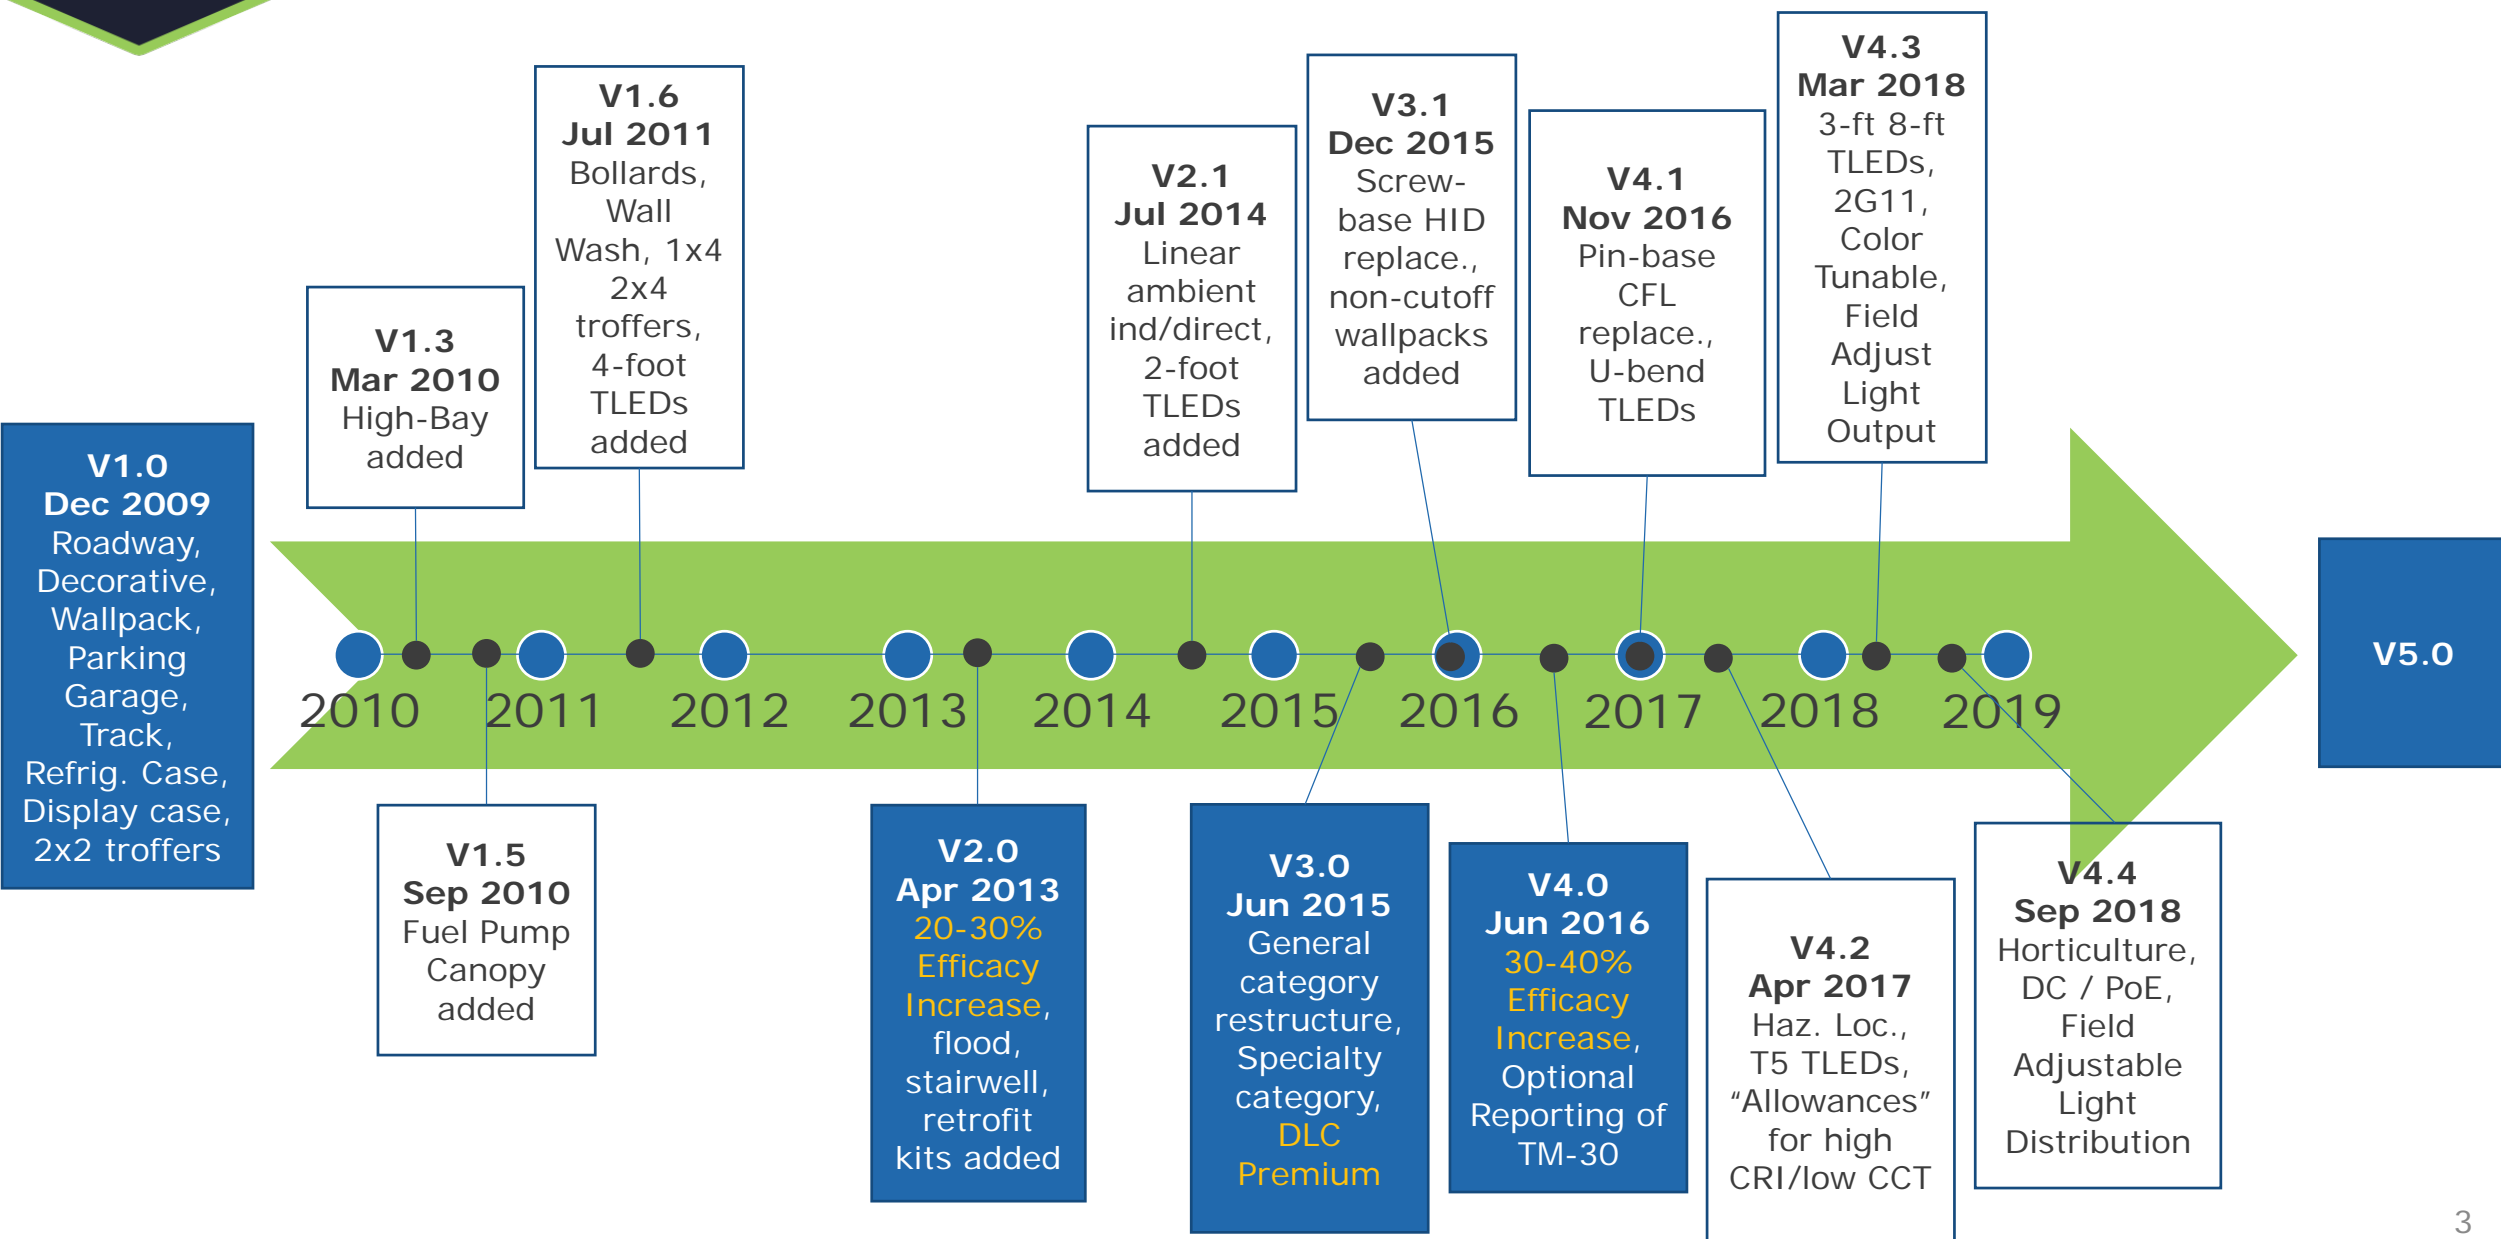 V1.0
Dec 2009
Roadway,
Decorative,
Wallpack,
Parking
Garage,
Track,
Refrig. Case,
Display case,
2x2 troffers
V1.3
Mar 2010
High-Bay
added
V1.6
Jul 2011
Bollards,
Wall
Wash, 1x4
2x4
troffers,
4-foot
TLEDs
added
V2.1
Jul 2014
Linear
ambient
ind/direct,
2-foot
TLEDs
added
V3.1
Dec 2015
Screw-
base HID
replace.,
non-cutoff
wallpacks
added
V4.1
Nov 2016
Pin-base
CFL
replace.,
U-bend
TLEDs
V4.3
Mar 2018
3-ft 8-ft
TLEDs,
2G11,
Color
Tunable,
Field
Adjust
Light
Output
2010 2011 2012 2013 2014 2015 2016 2017 2018 2019
V5.0
V1.5
Sep 2010
Fuel Pump
Canopy
added
V2.0
Apr 2013
20-30%
Efficacy
Increase,
flood,
stairwell,
retrofit
kits added
V3.0
Jun 2015
General
category
restructure,
Specialty
category,
DLC
Premium
V4.0
Jun 2016
30-40%
Efficacy
Increase,
Optional
Reporting of
TM-30
V4.2
Apr 2017
Haz. Loc.,
T5 TLEDs,
“Allowances”
for high
CRI/low CCT
V4.4
Sep 2018
Horticulture,
DC / PoE,
Field
Adjustable
Light
Distribution
3